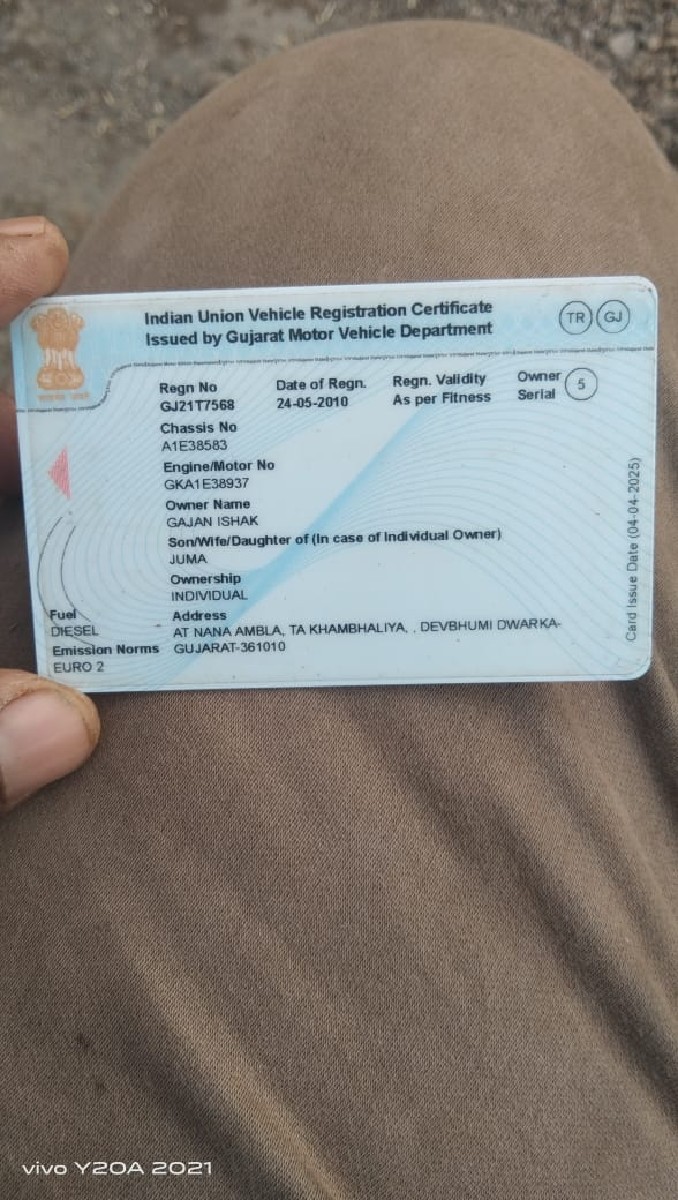 Indian Union Vehicle Registration Certificate
Issued by Gujarat Motor Vehicle Department
TR GJ
Regn No Date of Regn. Regn. Validity Owner Serial 5
GJ21T7568 24-05-2010 As per Fitness
Chassis No
A1E38583
Engine/Motor No
GKA1E38937
Owner Name
GAJAN ISHAK
Son/Wife/Daughter of (In case of Individual Owner)
JUMA
Ownership
INDIVIDUAL
Fuel
DIESEL
Emission Norms
EURO 2
Address
AT NANA AMBLA, TA KHAMBHALIYA, . DEVBHUMI DWARKA-
GUJARAT-361010
Card Issue Date (04-04-2025)
vivo Y20A 2021